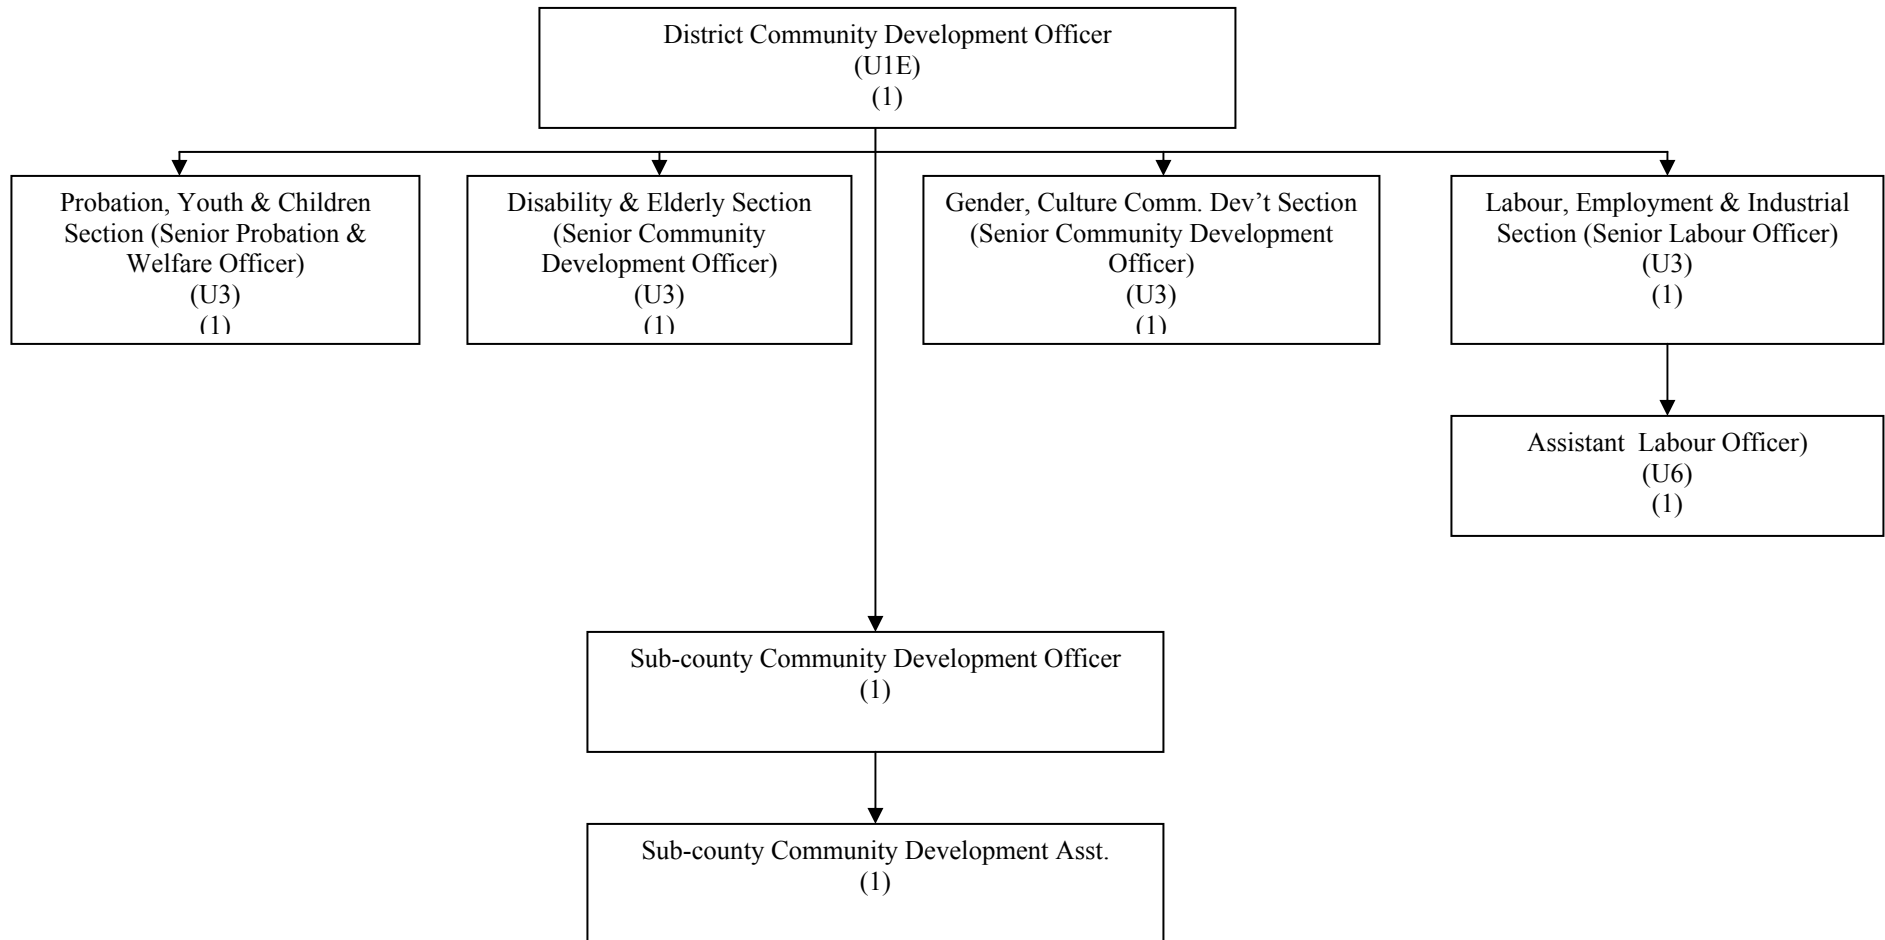 District Community Development Officer
(U1E)
(1)
Probation, Youth & Children
Section (Senior Probation &
Welfare Officer)
(U3)
(1)
Disability & Elderly Section
(Senior Community
Development Officer)
(U3)
(1)
Gender, Culture Comm. Dev’t Section
(Senior Community Development
Officer)
(U3)
(1)
Labour, Employment & Industrial
Section (Senior Labour Officer)
(U3)
(1)
Assistant  Labour Officer)
(U6)
(1)
Sub-county Community Development Officer
(1)
Sub-county Community Development Asst.
(1)